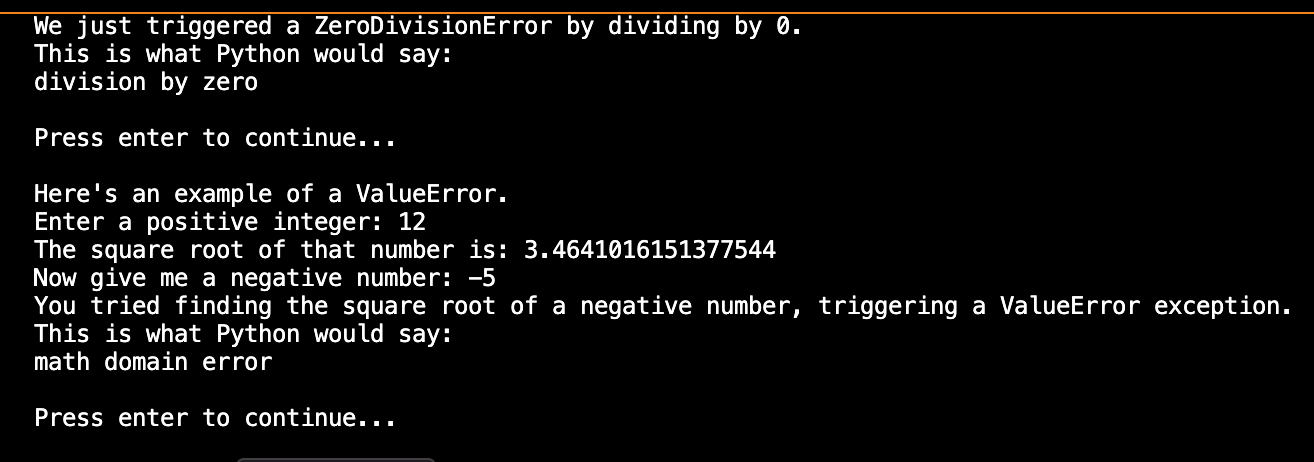 We just triggered a ZeroDivisionError by dividing by 0.
This is what Python would say:
division by zero
Press enter to continue...
Here's an example of a ValueError.
Enter a positive integer: 12
The square root of that number is: 3.4641016151377544
Now give me a negative number: -5
You tried finding the square root of a negative number, triggering a ValueError exception.
This is what Python would say:
math domain error
Press enter to continue...